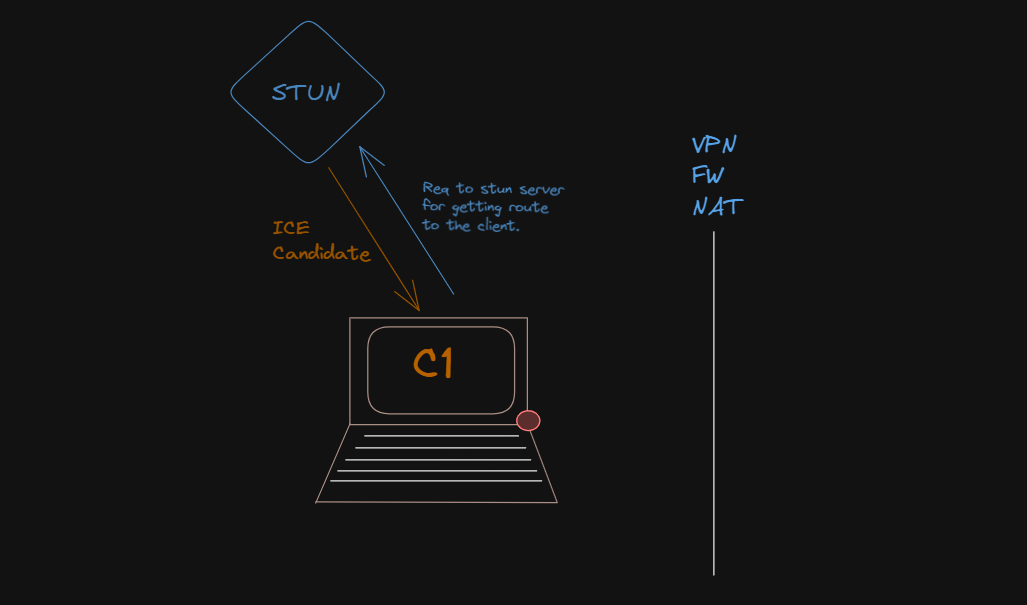 STUN
Req to stun server
for getting route
to the client.
ICE
Candidate
C1
VPN
FW
NAT